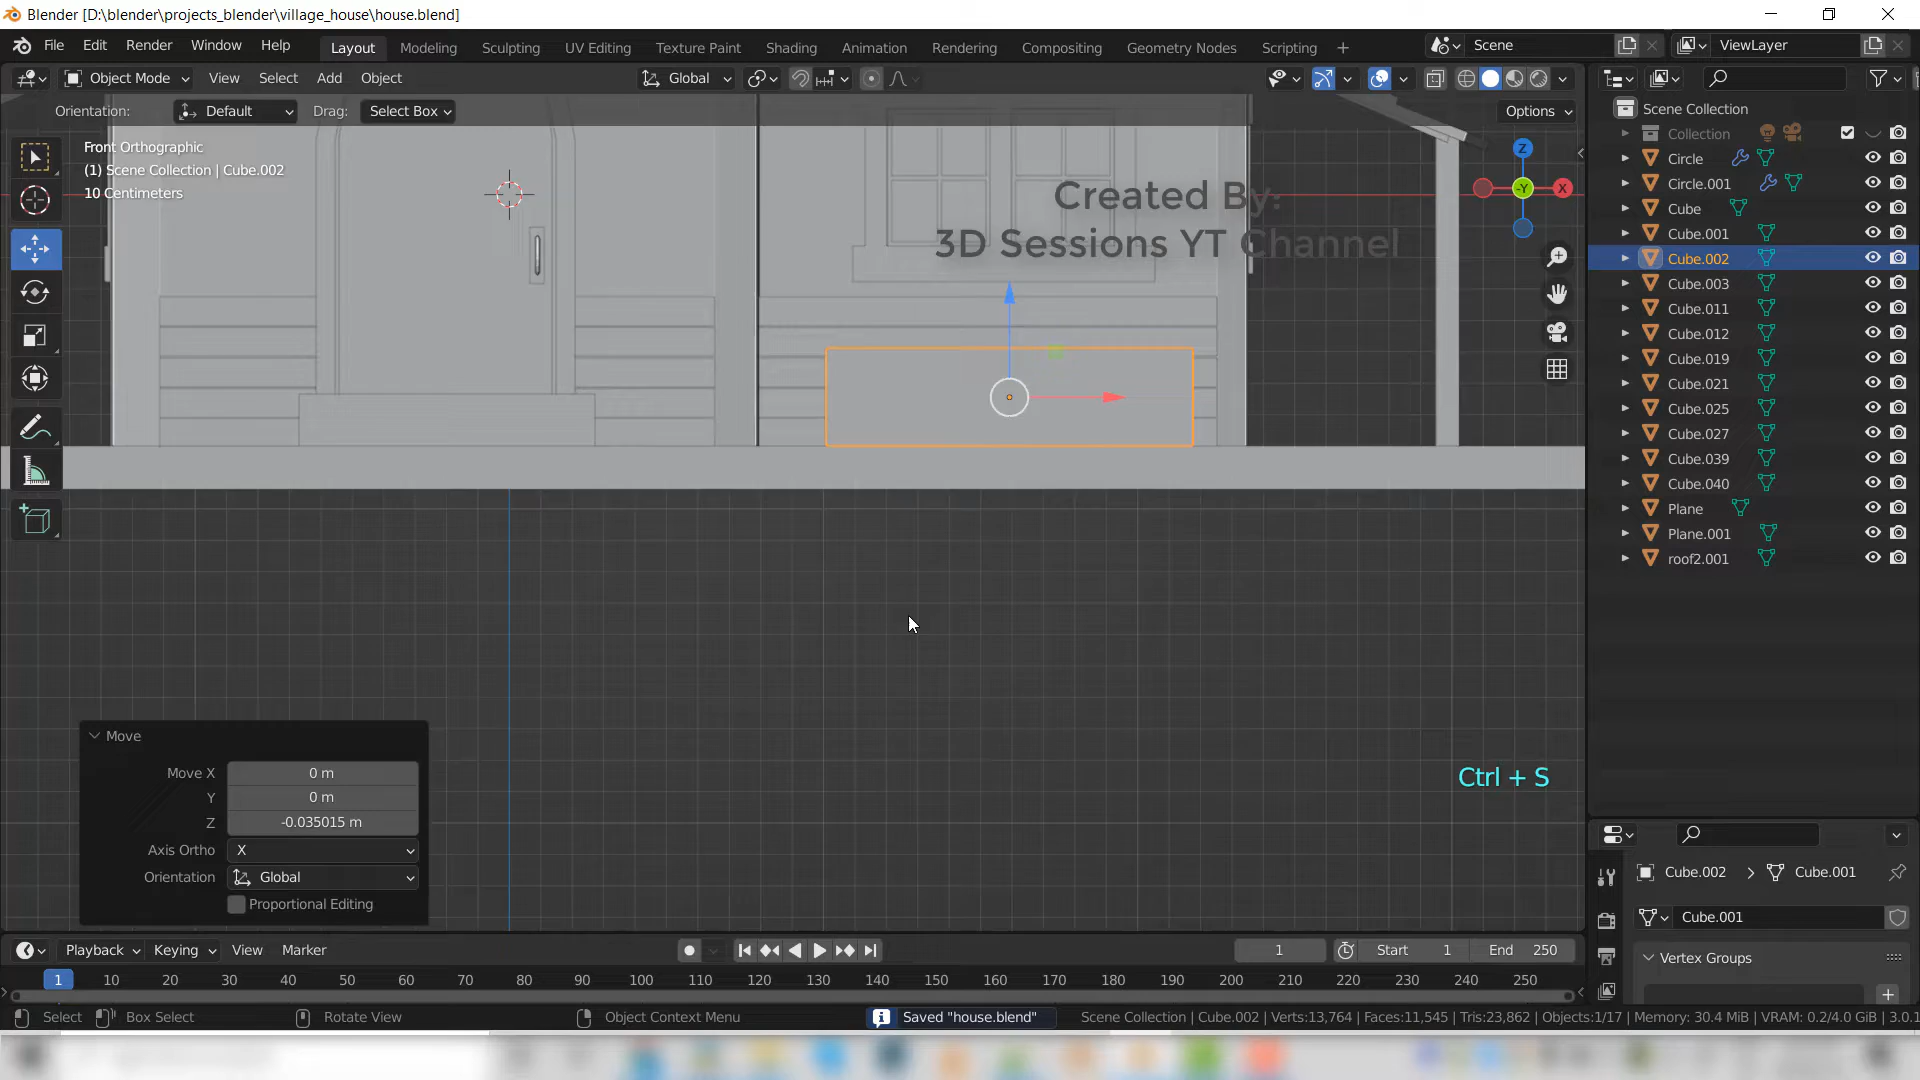 Blender [D:\blender\projects_blender\village_house\house.blend]
File Edit Render Window Help
Layout Modeling Sculpting UV Editing Texture Paint Shading Animation Rendering Compositing Geometry Nodes Scripting
Scene
ViewLayer
Object Mode View Select Add Object
Global
Orientation: Default Drag: Select Box
Options
Front Orthographic
(1) Scene Collection | Cube.002
10 Centimeters
Created By:
3D Sessions YT Channel
Z
-Y
X
Scene Collection
Collection
Circle
Circle.001
Cube
Cube.001
Cube.002
Cube.003
Cube.011
Cube.012
Cube.019
Cube.021
Cube.025
Cube.027
Cube.039
Cube.040
Plane
Plane.001
roof2.001
Move
Move X 0 m
Y 0 m
Z -0.035015 m
Axis Ortho X
Orientation Global
Proportional Editing
Ctrl + S
Cube.002 Cube.001
Cube.001
Vertex Groups
Playback Keying View Marker
1 Start 1 End 250
1 10 20 30 40 50 60 70 80 90 100 110 120 130 140 150 160 170 180 190 200 210 220 230 240 250
Select Box Select Rotate View Object Context Menu
Saved "house.blend"
Scene Collection | Cube.002 | Verts:13,764 | Faces:11,545 | Tris:23,862 | Objects:1/17 | Memory: 30.4 MiB | VRAM: 0.2/4.0 GiB | 3.0.1